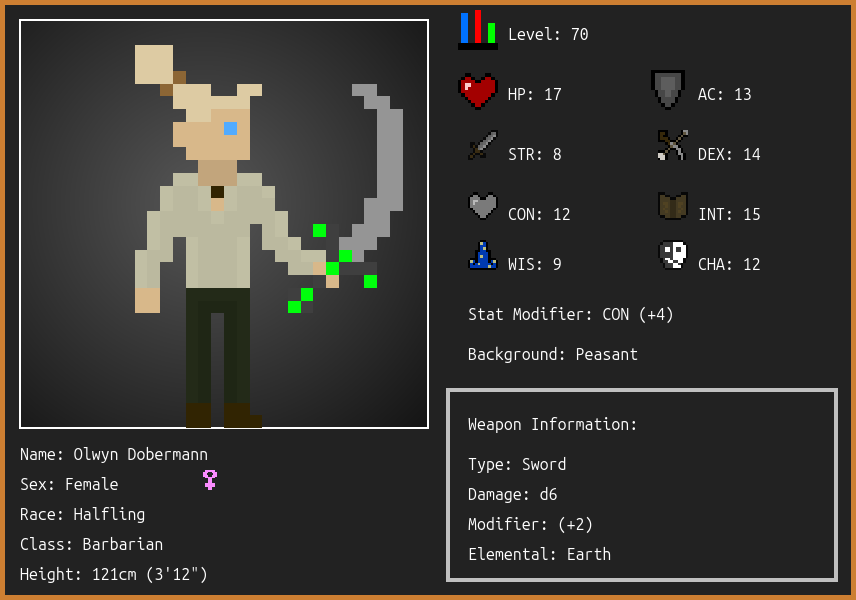 Level: 70
HP: 17
AC: 13
STR: 8
DEX: 14
CON: 12
INT: 15
WIS: 9
CHA: 12
Stat Modifier: CON (+4)
Background: Peasant
Weapon Information:
Type: Sword
Damage: d6
Modifier: (+2)
Elemental: Earth
Name: Olwyn Dobermann
Sex: Female
Race: Halfling
Class: Barbarian
Height: 121cm (3'12")